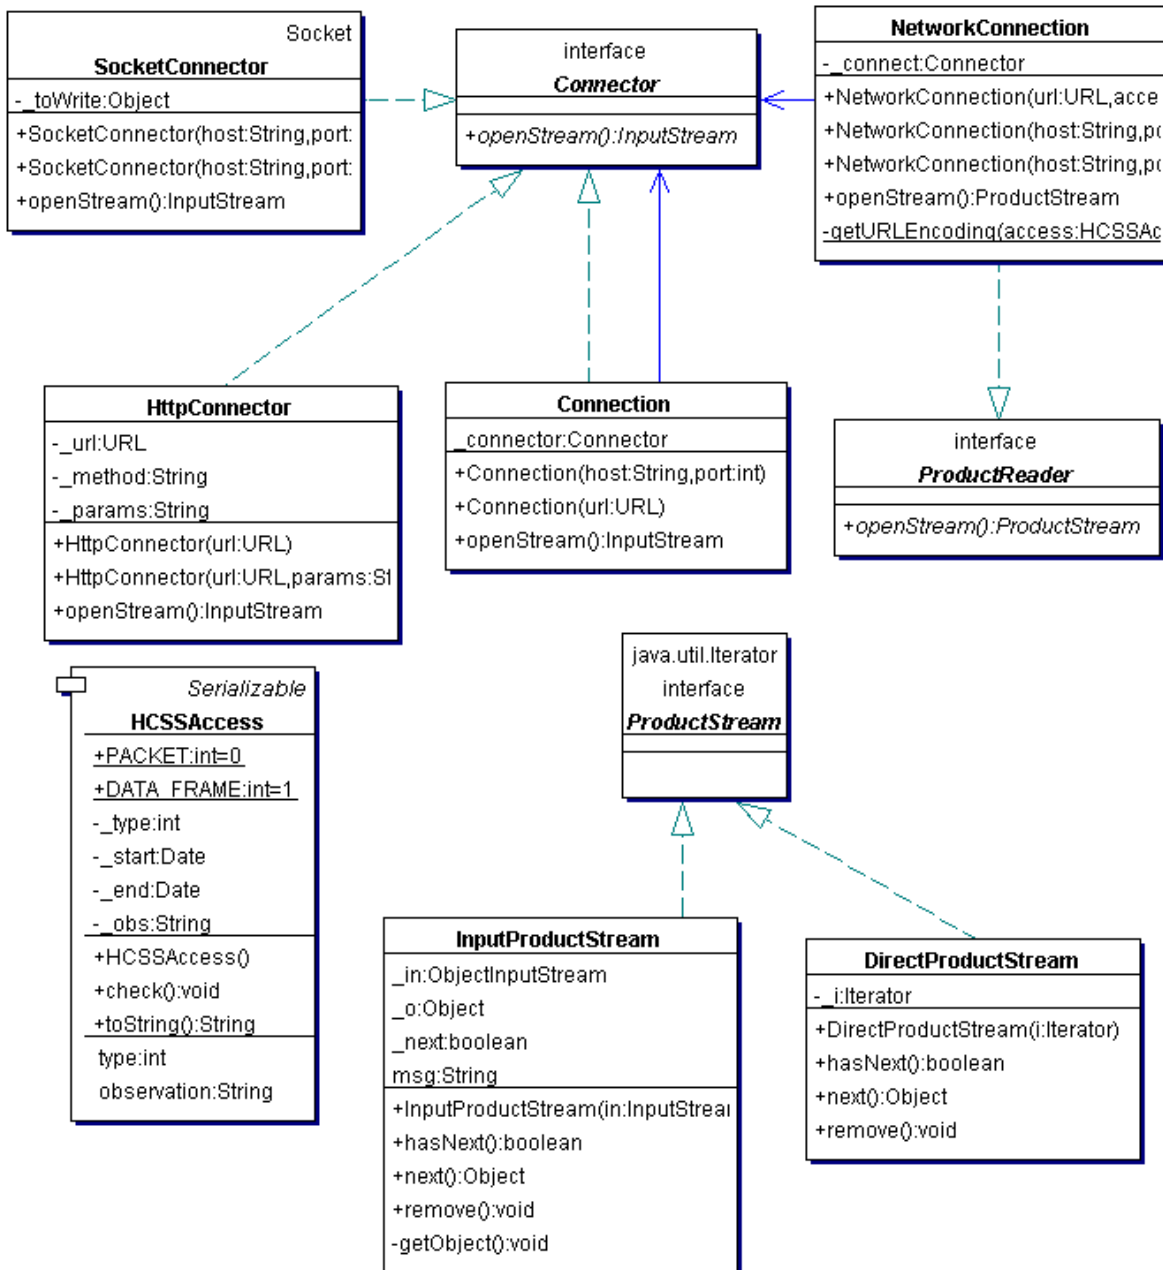 Socket
SocketConnector
-_toWrite:Object
+SocketConnector(host:String,port:
+SocketConnector(host:String,port:
+openStream():InputStream
interface
Connector
+openStream():InputStream
NetworkConnection
-_connect:Connector
+NetworkConnection(url:URL,acce
+NetworkConnection(host:String,po
+NetworkConnection(host:String,po
+openStream():ProductStream
-getURLEncoding(access:HCSSAc
HttpConnector
-_url:URL
-_method:String
-_params:String
+HttpConnector(url:URL)
+HttpConnector(url:URL,params:St
+openStream():InputStream
Connection
_connector:Connector
+Connection(host:String,port:int)
+Connection(url:URL)
+openStream():InputStream
interface
ProductReader
+openStream():ProductStream
Serializable
HCSSAccess
+PACKET:int=0
+DATA_FRAME:int=1
-_type:int
-_start:Date
-_end:Date
-_obs:String
+HCSSAccess()
+check():void
+toString():String
type:int
observation:String
java.util.Iterator
interface
ProductStream
InputProductStream
_in:ObjectInputStream
_o:Object
_next:boolean
msg:String
+InputProductStream(in:InputStream
+hasNext():boolean
+next():Object
+remove():void
-getObject():void
DirectProductStream
-_i:Iterator
+DirectProductStream(i:Iterator)
+hasNext():boolean
+next():Object
+remove():void